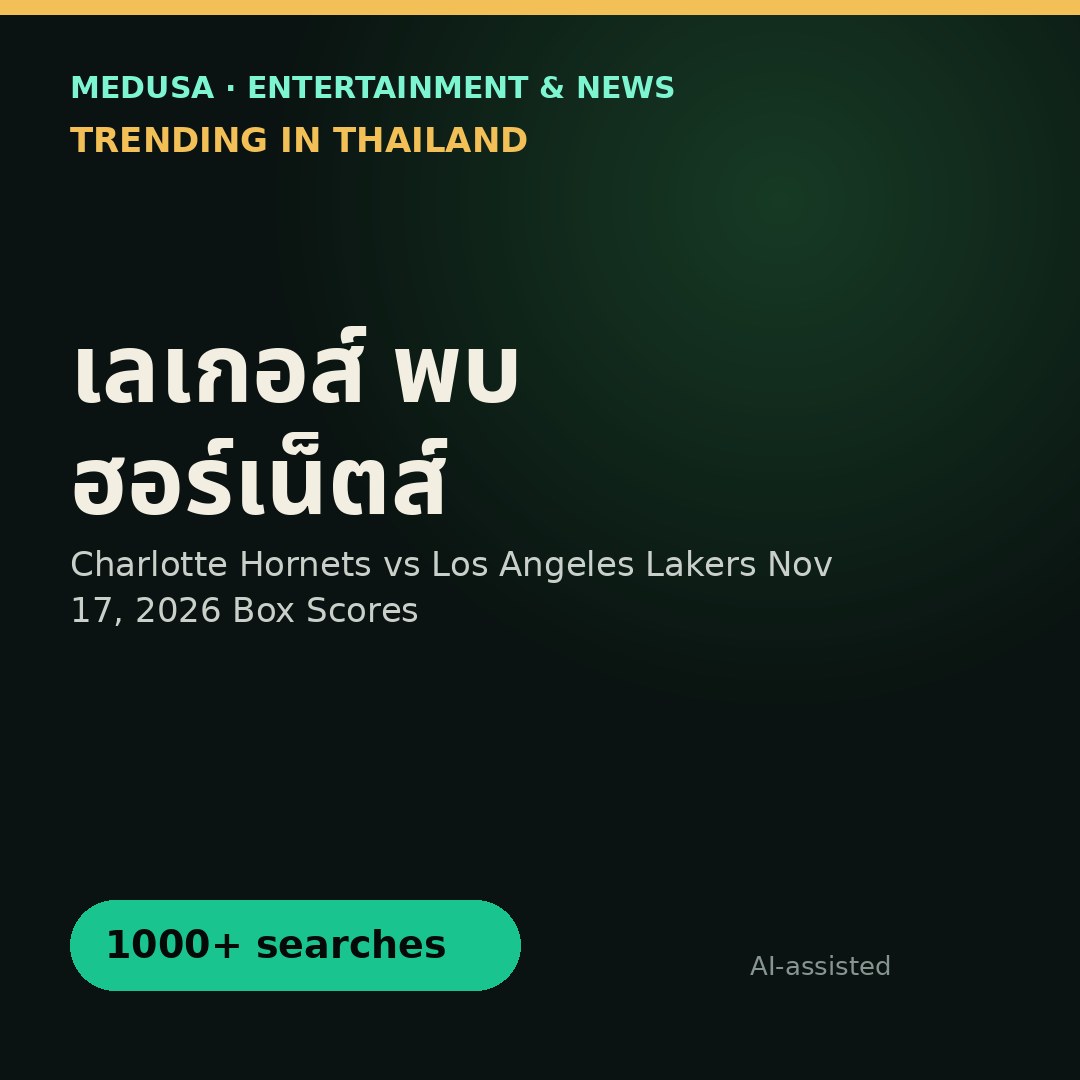 MEDUSA · ENTERTAINMENT & NEWS
TRENDING IN THAILAND
เลเกอส์ พบ
ฮอร์เน็ตส์
Charlotte Hornets vs Los Angeles Lakers Nov
17, 2026 Box Scores
1000+ searches
AI-assisted